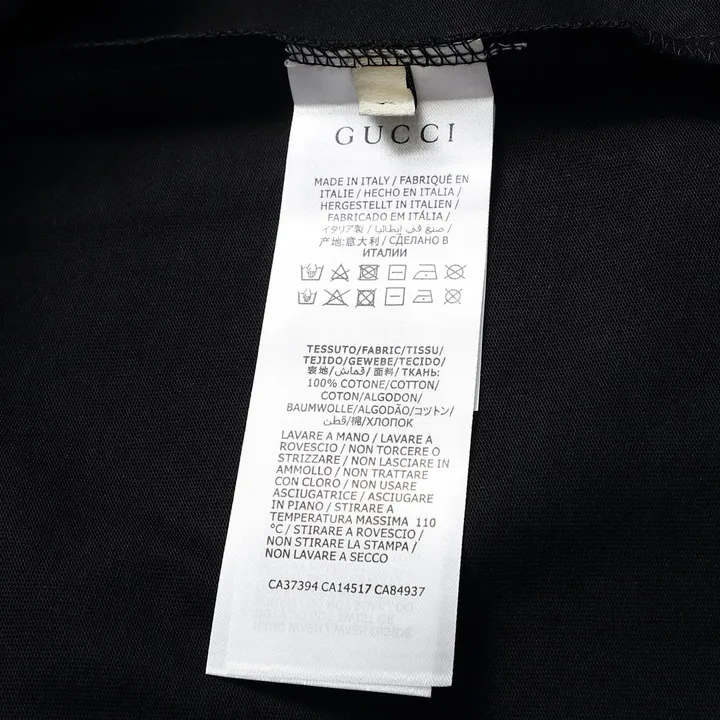 GUCCI
MADE IN ITALY / FABRIQUÉ EN
ITALIE / HECHO EN ITALIA /
HERGESTELLT IN ITALIEN /
FABRICADO EM ITÁLIA /
イタリア製 / صنع في إيطاليا /
产地:意大利 / СДЕЛАНО В
ИТАЛИИ
TESSUTO/FABRIC/TISSU/
TEJIDO/GEWEBE/TECIDO/
表地/قماش/面料/ТКАНЬ:
100% COTONE/COTTON/
COTON/ALGODON/
BAUMWOLLE/ALGODÃO/コットン/
قطن/棉/ХЛОПОК
LAVARE A MANO / LAVARE A
ROVESCIO / NON TORCERE O
STRIZZARE / NON LASCIARE IN
AMMOLLO / NON TRATTARE
CON CLORO / NON USARE
ASCIUGATRICE / ASCIUGARE
IN PIANO / STIRARE A
TEMPERATURA MASSIMA 110
°C / STIRARE A ROVESCIO /
NON STIRARE LA STAMPA /
NON LAVARE A SECCO
CA37394 CA14517 CA84937